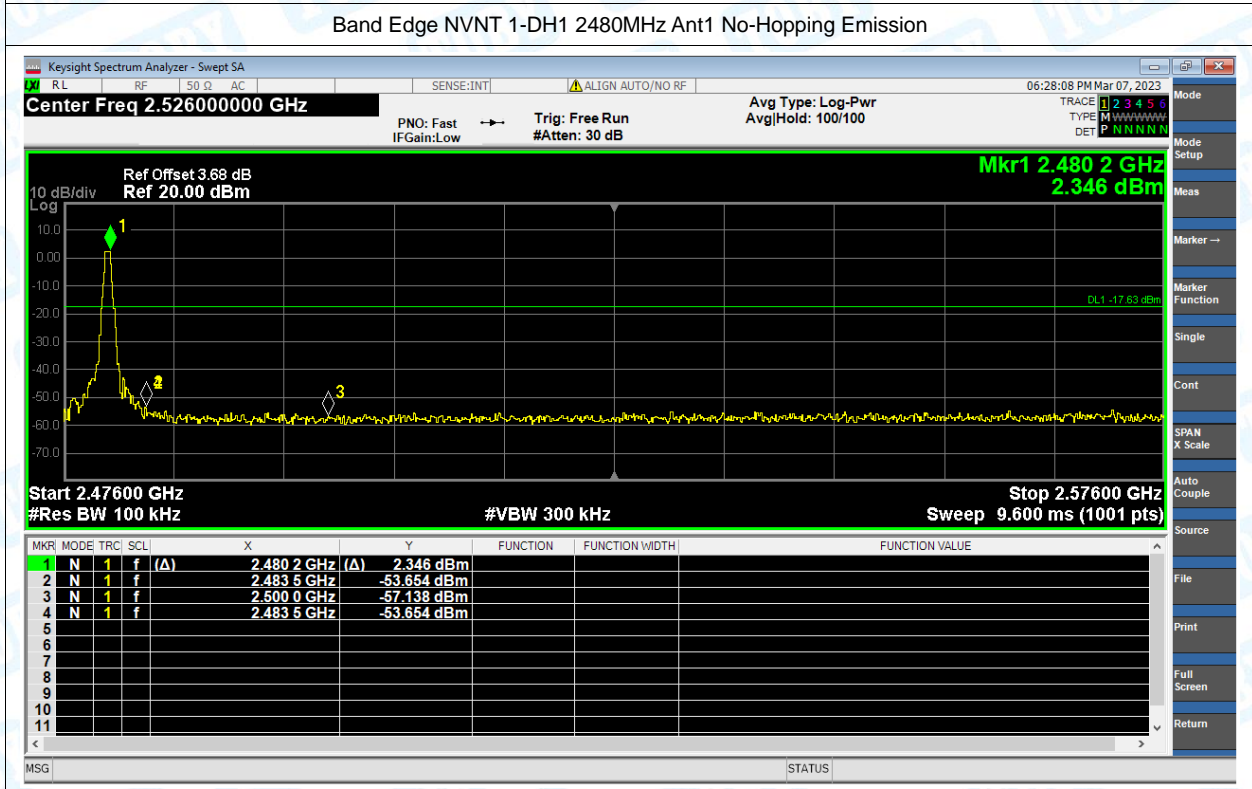 Band Edge NVNT 1-DH1 2480MHz Ant1 No-Hopping Emission
Keysight Spectrum Analyzer - Swept SA
LXI RL RF 50 Ω AC SENSE:INT ALIGN AUTO/NO RF 06:28:08 PM Mar 07, 2023
Center Freq 2.526000000 GHz
PNO: Fast
IFGain:Low
Trig: Free Run
#Atten: 30 dB
Avg Type: Log-Pwr
Avg|Hold: 100/100
TRACE 1 2 3 4 5 6
TYPE M WWWWW
DET P N N N N N
Mkr1 2.480 2 GHz
2.346 dBm
Ref Offset 3.68 dB
10 dB/div Ref 20.00 dBm
Log
10.0
0.00
-10.0
-20.0
-30.0
-40.0
-50.0
-60.0
-70.0
1
2
3
DL1 -17.63 dBm
Start 2.47600 GHz Stop 2.57600 GHz
#Res BW 100 kHz #VBW 300 kHz Sweep 9.600 ms (1001 pts)
MKR MODE TRC SCL X Y FUNCTION FUNCTION WIDTH FUNCTION VALUE
1 N 1 f (Δ) 2.480 2 GHz (Δ) 2.346 dBm
2 N 1 f 2.483 5 GHz -53.654 dBm
3 N 1 f 2.500 0 GHz -57.138 dBm
4 N 1 f 2.483 5 GHz -53.654 dBm
5
6
7
8
9
10
11
MSG STATUS
Mode
Mode
Setup
Meas
Marker →
Marker
Function
Single
Cont
SPAN
X Scale
Auto
Couple
Source
File
Print
Full
Screen
Return